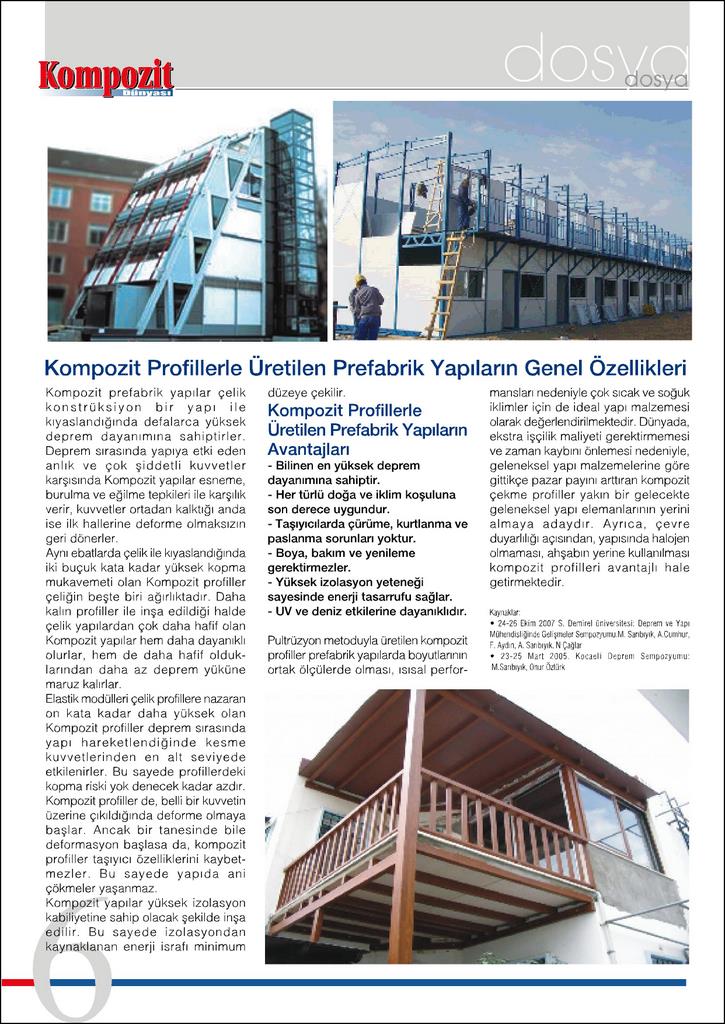 Kompozit
Dünyası
dosya
dosya
Kompozit Profillerle Üretilen Prefabrik Yapıların Genel Özellikleri
Kompozit prefabrik yapılar çelik
konstrüksiyon bir yapı ile
kıyaslandığında defalarca yüksek
deprem dayanımına sahiptirler.
Deprem sırasında yapıya etki eden
anlık ve çok şiddetli kuvvetler
karşısında Kompozit yapılar esneme,
burulma ve eğilme tepkileri ile karşılık
verir, kuvvetler ortadan kalktığı anda
ise ilk hallerine deforme olmaksızın
geri dönerler.
Aynı ebatlarda çelik ile kıyaslandığında
iki buçuk kata kadar yüksek kopma
mukavemeti olan Kompozit profiller
çeliğin beşte biri ağırlıktadır. Daha
kalın profiller ile inşa edildiği halde
çelik yapılardan çok daha hafif olan
Kompozit yapılar hem daha dayanıklı
olurlar, hem de daha hafif olduk-
larından daha az deprem yüküne
maruz kalırlar.
Elastik modülleri çelik profillere nazaran
on kata kadar daha yüksek olan
Kompozit profiller deprem sırasında
yapı hareketlendiğinde kesme
kuvvetlerinden en alt seviyede
etkilenirler. Bu sayede profillerdeki
kopma riski yok denecek kadar azdır.
Kompozit profiller de, belli bir kuvvetin
üzerine çıkıldığında deforme olmaya
başlar. Ancak bir tanesinde bile
deformasyon başlasa da, kompozit
profiller taşıyıcı özelliklerini kaybet-
mezler. Bu sayede yapıda ani
çökmeler yaşanmaz.
Kompozit yapılar yüksek izolasyon
kabiliyetine sahip olacak şekilde inşa
edilir. Bu sayede izolasyondan
kaynaklanan enerji israfı minimum
düzeye çekilir.
Kompozit Profillerle
Üretilen Prefabrik Yapıların
Avantajları
- Bilinen en yüksek deprem
dayanımına sahiptir.
- Her türlü doğa ve iklim koşuluna
son derece uygundur.
- Taşıyıcılarda çürüme, kurtlanma ve
paslanma sorunları yoktur.
- Boya, bakım ve yenileme
gerektirmezler.
- Yüksek izolasyon yeteneği
sayesinde enerji tasarrufu sağlar.
- UV ve deniz etkilerine dayanıklıdır.
Pultrüzyon metoduyla üretilen kompozit
profiller prefabrik yapılarda boyutlarının
ortak ölçülerde olması, ısısal perfor-
mansları nedeniyle çok sıcak ve soğuk
iklimler için de ideal yapı malzemesi
olarak değerlendirilmektedir. Dünyada,
ekstra işçilik maliyeti gerektirmemesi
ve zaman kaybını önlemesi nedeniyle,
geleneksel yapı malzemelerine göre
gittikçe pazar payını arttıran kompozit
çekme profiller yakın bir gelecekte
geleneksel yapı elemanlarının yerini
almaya adaydır. Ayrıca, çevre
duyarlılığı açısından, yapısında halojen
olmaması, ahşabın yerine kullanılması
kompozit profilleri avantajlı hale
getirmektedir.
Kaynaklar:
• 24-26 Ekim 2007 S. Demirel üniversitesi: Deprem ve Yapı
Mühendisliğinde Gelişmeler Sempozyumu.M. Sarıbıyık, A.Cumhur,
F. Aydın, A. Sarıbıyık, N Çağlar
• 23-25 Mart 2005. Kocaeli Deprem Sempozyumu:
M.Sarıbıyık, Onur Öztürk
6